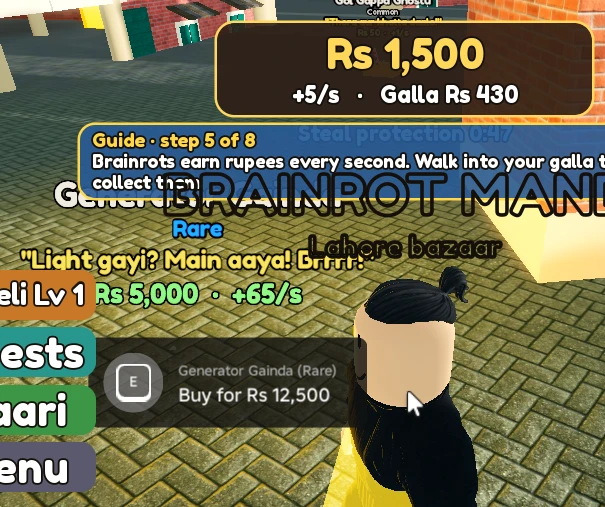 Gol Gappa Ghosta
Common
Rs 1,500
+5/s · Galla Rs 430
Steal protection 0:47
Guide · step 5 of 8
Brainrots earn rupees every second. Walk into your galla t
collect them.
BRAINROT MAND
Lahore bazaar
Rare
"Light gayi? Main aaya! Brrrr!"
eli Lv 1
Rs 5,000 · +65/s
ests
E
Generator Gainda (Rare)
Buy for Rs 12,500
aari
enu